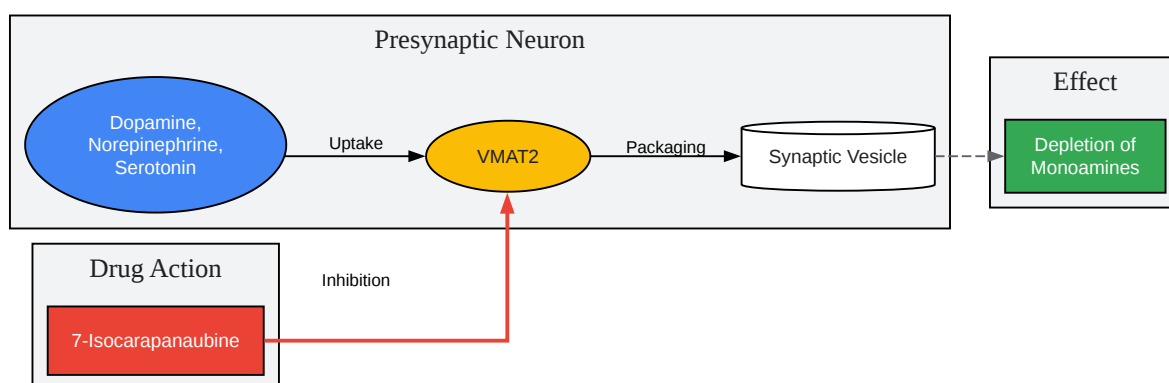 Presynaptic Neuron
Dopamine,
Norepinephrine,
Serotonin
Uptake
VMAT2
Packaging
Synaptic Vesicle
Effect
Depletion of
Monoamines
Drug Action
Inhibition
7-Isocarapanaubine